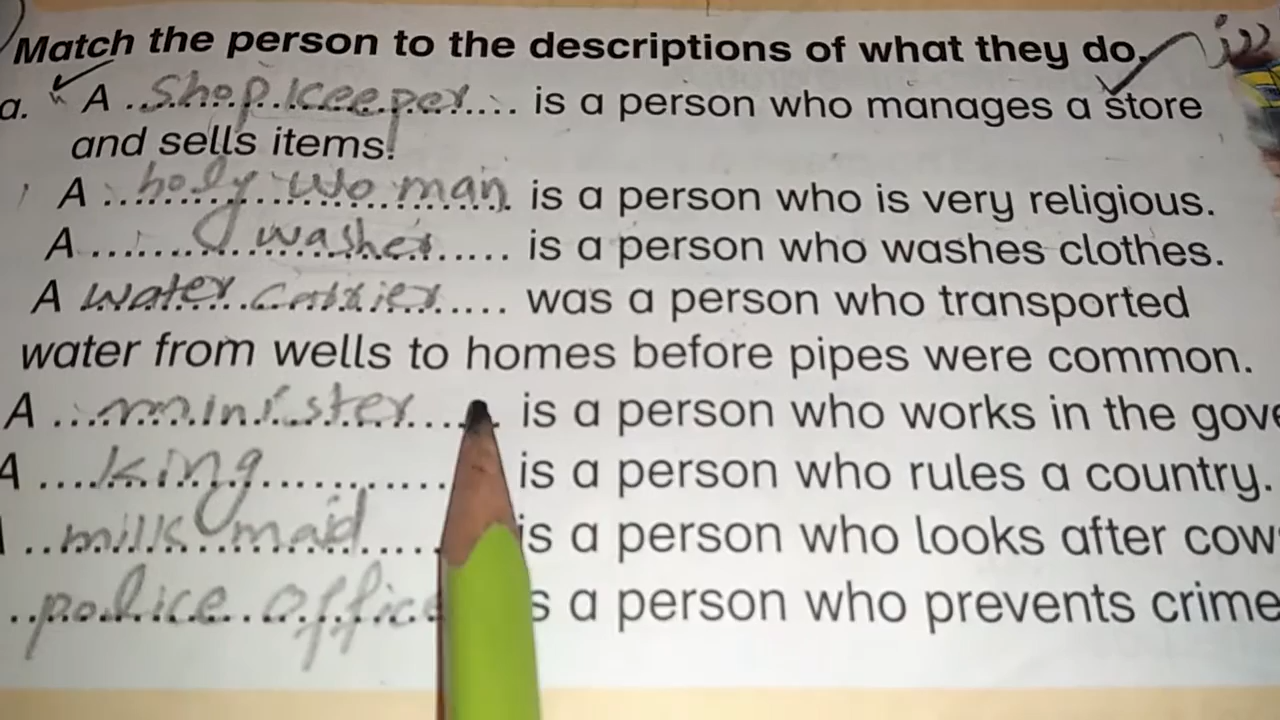 Match the person to the descriptions of what they do.
a. A shopkeeper is a person who manages a store
and sells items.
A holy woman is a person who is very religious.
A washer is a person who washes clothes.
A water carrier was a person who transported
water from wells to homes before pipes were common.
A minister is a person who works in the gove
A king is a person who rules a country.
milkmaid is a person who looks after cow
police office s a person who prevents crime